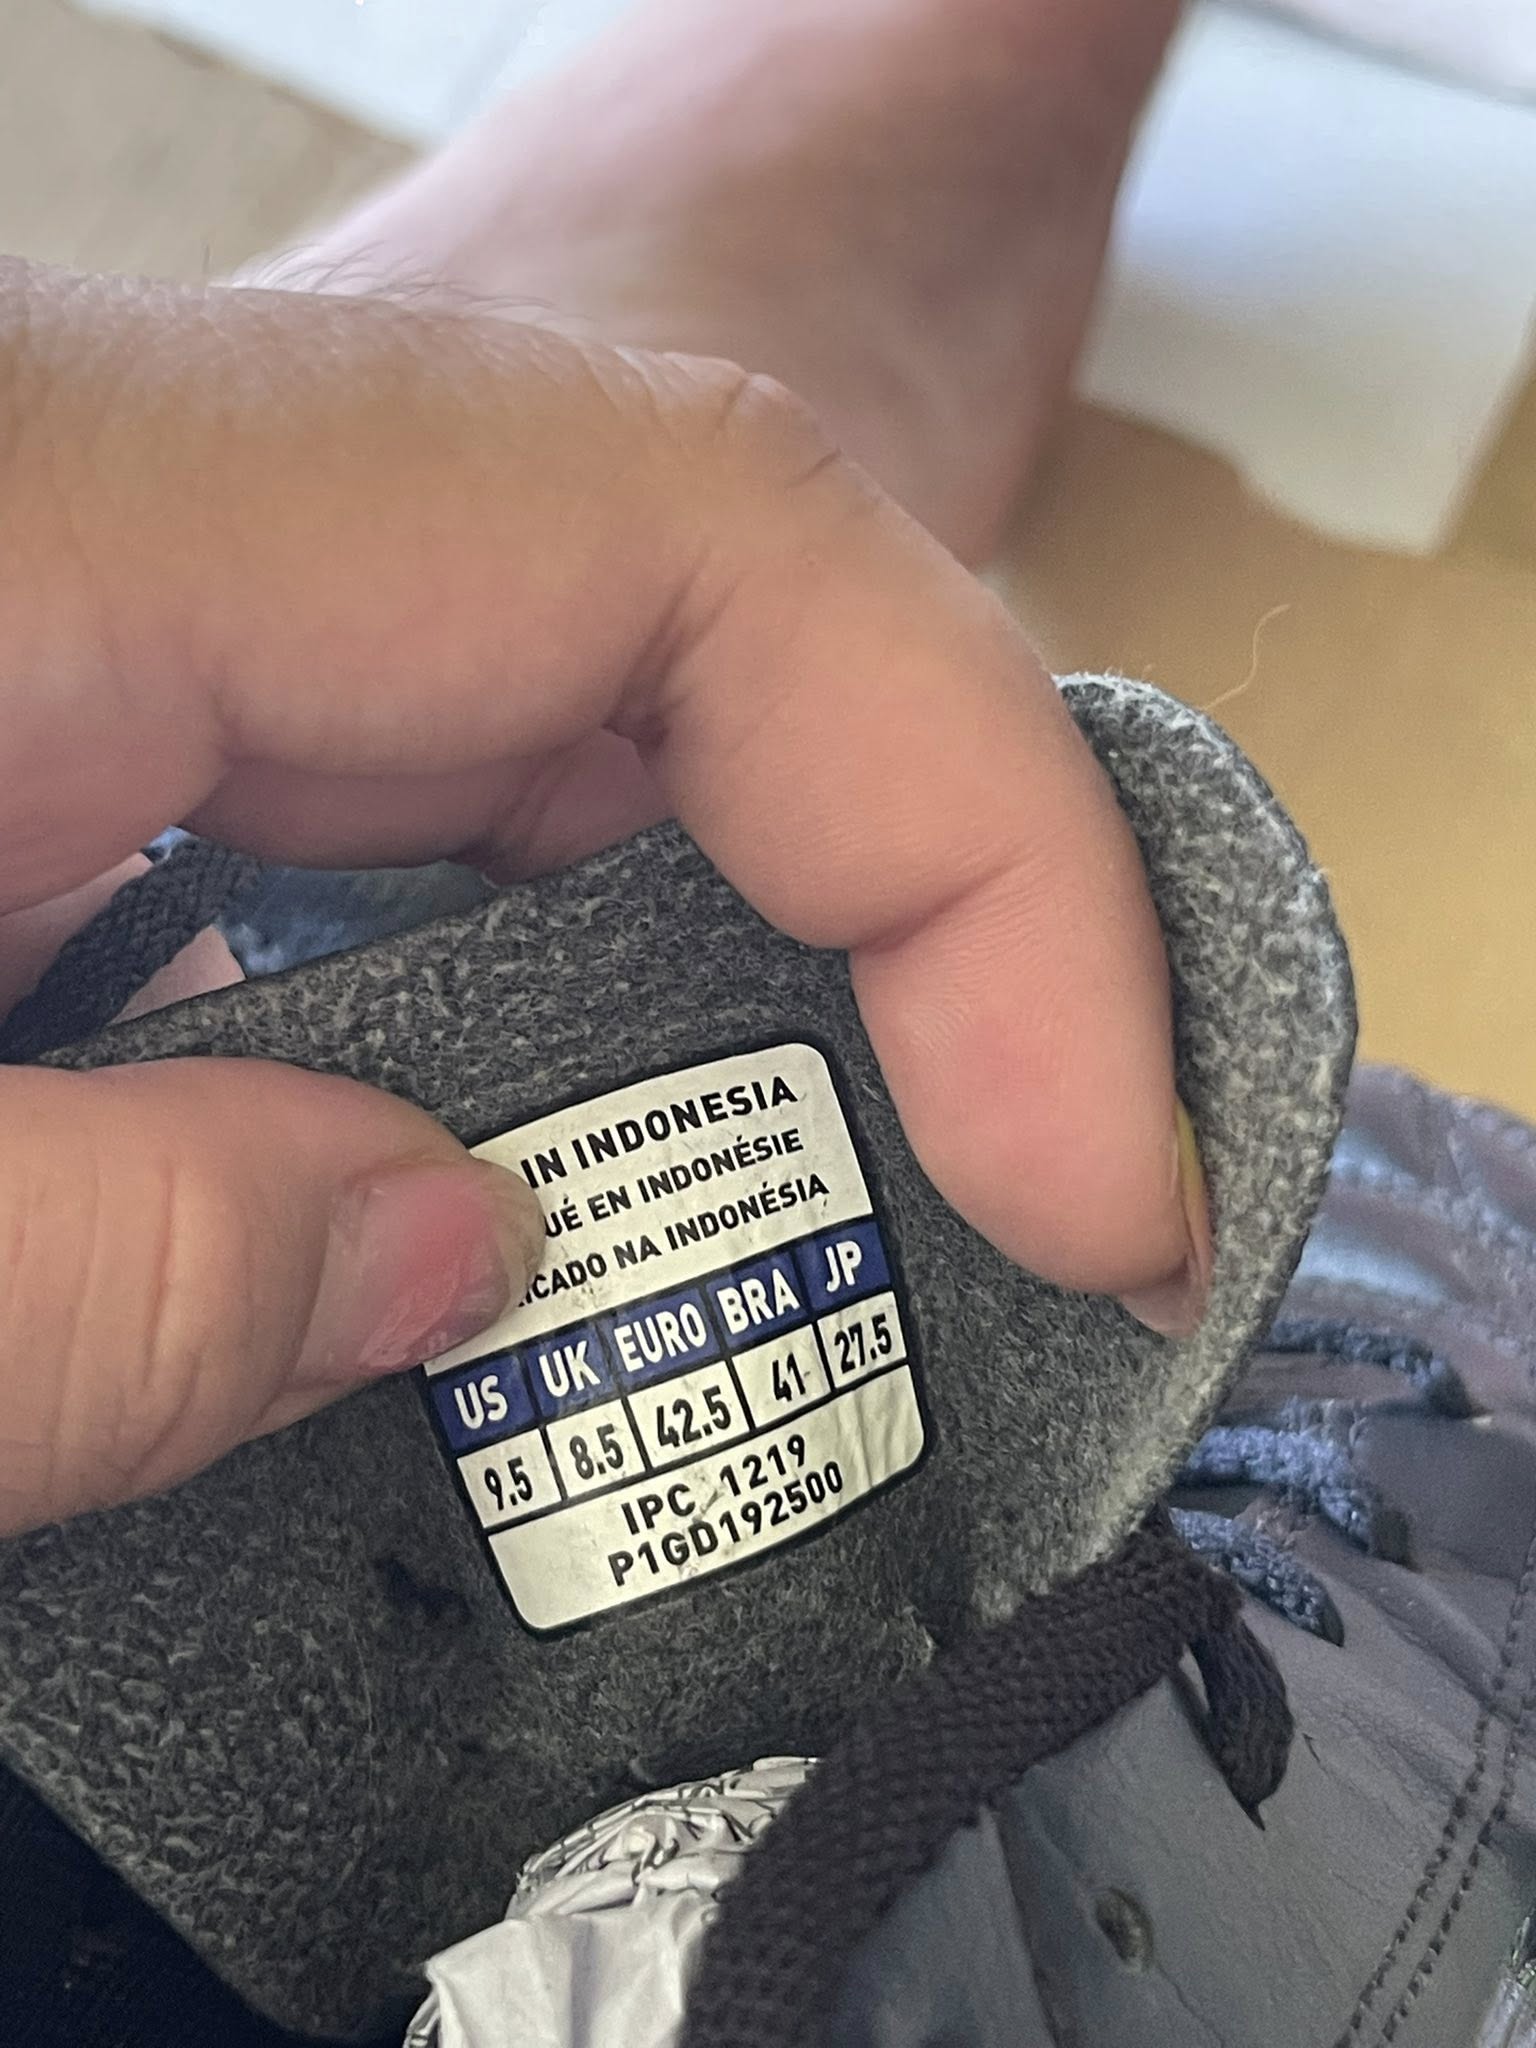 IN INDONESIA
UÉ EN INDONÉSIE
ICADO NA INDONÉSIA
US UK EURO BRA JP
9.5 8.5 42.5 41 27.5
IPC 1219
P1GD192500